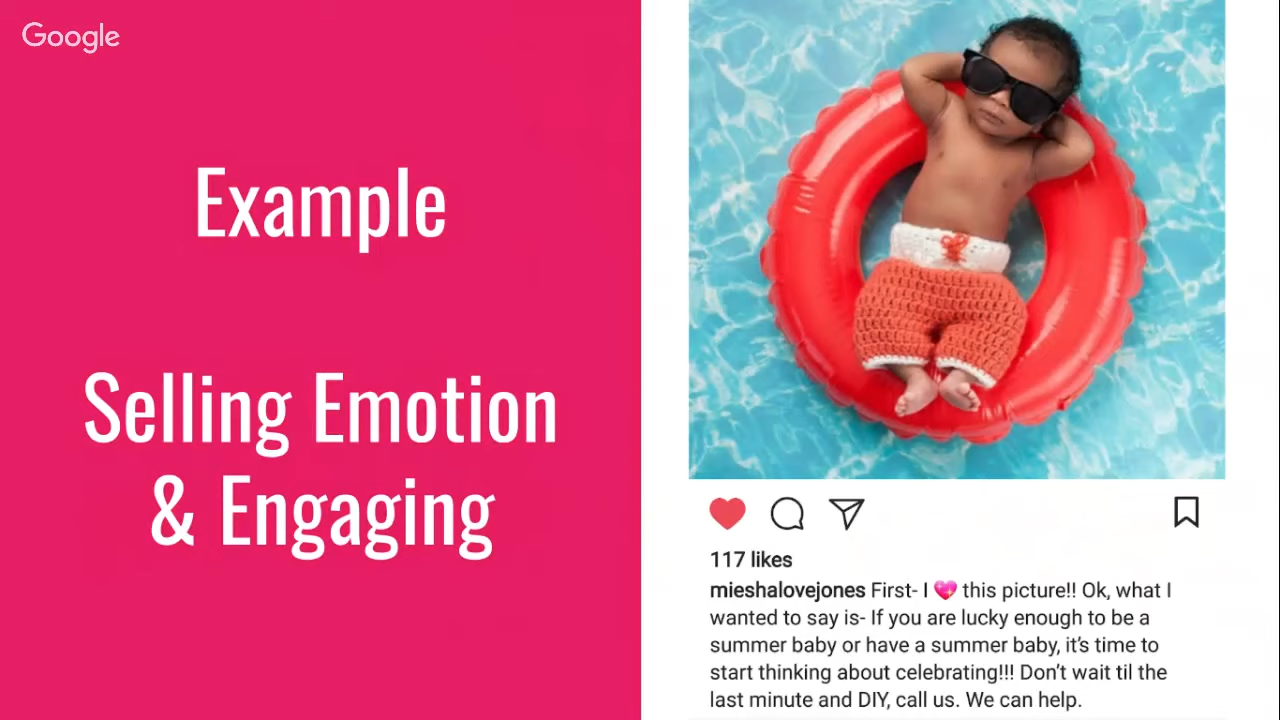 Google
Example
Selling Emotion
& Engaging
117 likes
mieshalovejones First- I 💖 this picture!! Ok, what I
wanted to say is- If you are lucky enough to be a
summer baby or have a summer baby, it's time to
start thinking about celebrating!!! Don't wait til the
last minute and DIY, call us. We can help.